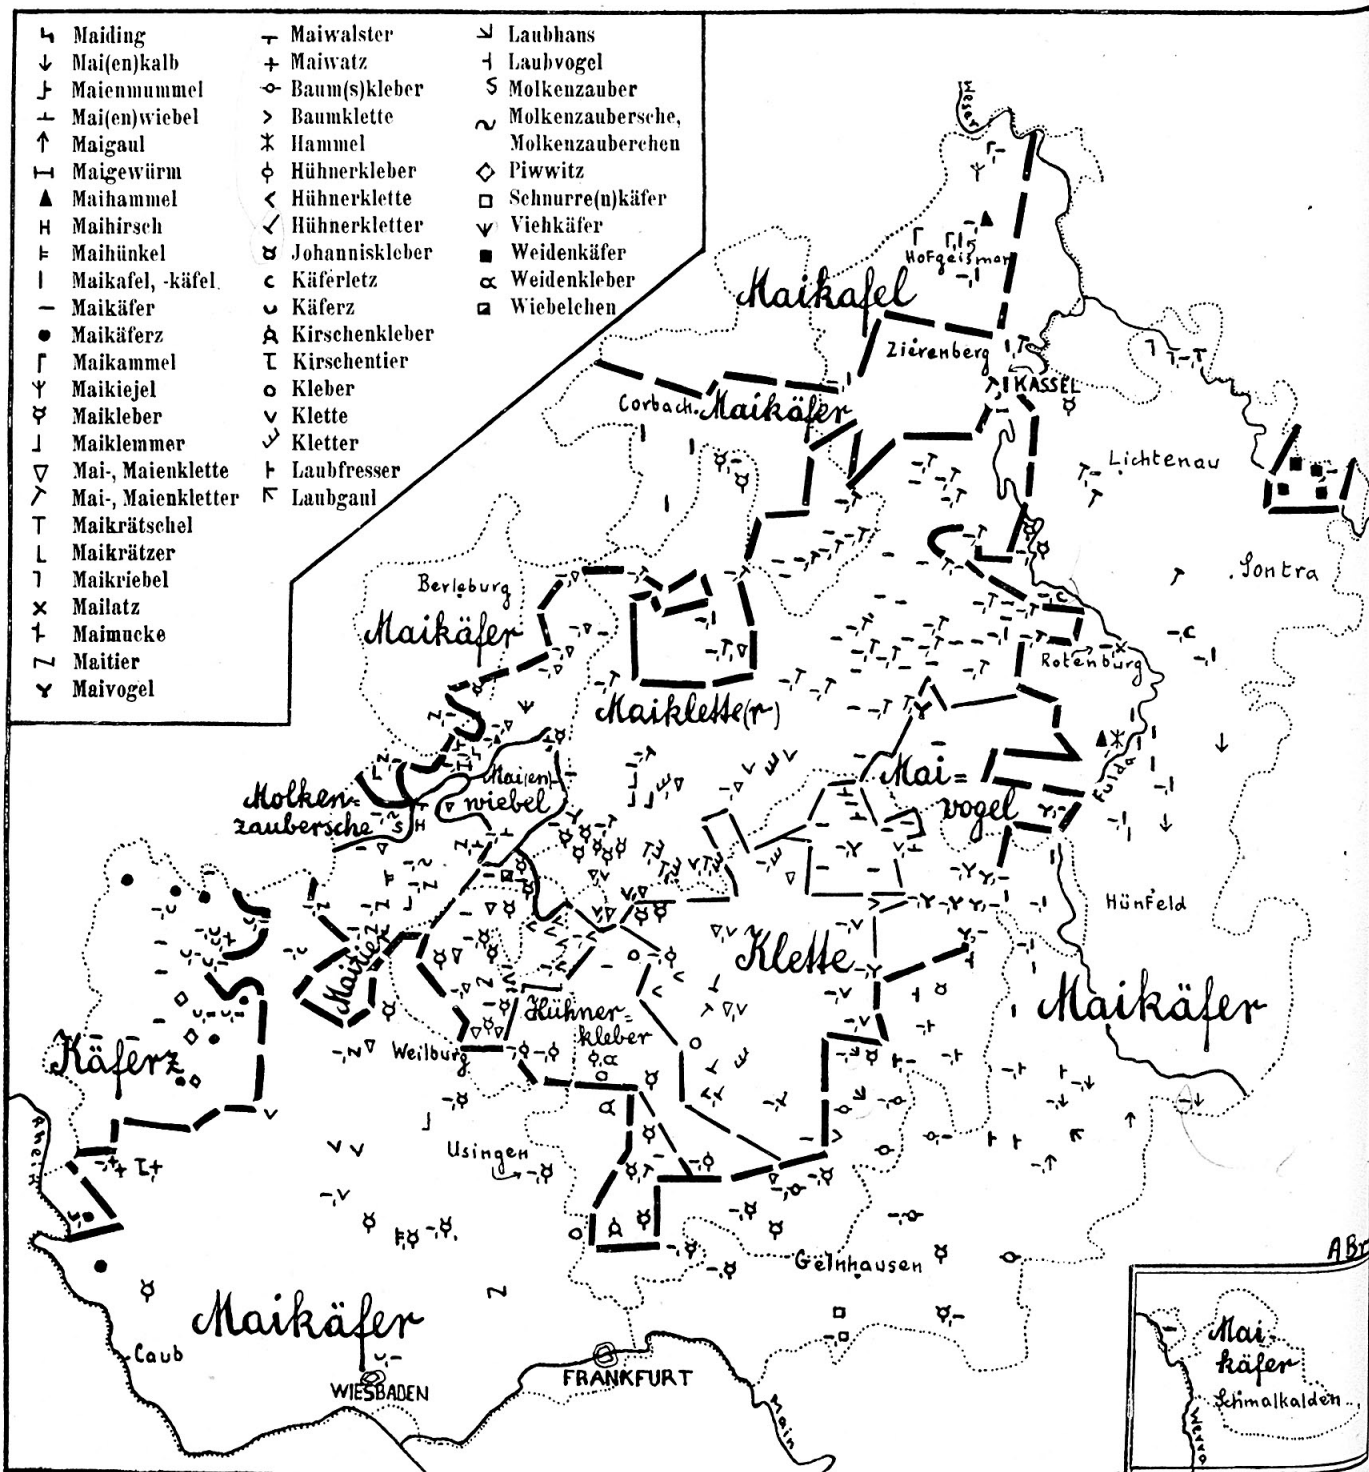 Maiding
Mai(en)kalb
Maienmummel
Mai(en)wiebel
Maigaul
Maigewürm
Maihammel
Maihirsch
Maihünkel
Maikafel, -käfel
Maikäfer
Maikäferz
Maikammel
Maikiejel
Maikleber
Maiklemmer
Mai-, Maienklette
Mai-, Maienkletter
Maikrätschel
Maikrätzer
Maikriebel
Mailatz
Maimucke
Maitier
Maivogel
Maiwalster
Maiwatz
Baum(s)kleber
Baumklette
Hammel
Hühnerkleber
Hühnerklette
Hühnerkletter
Johanniskleber
Käferletz
Käferz
Kirschenkleber
Kirschentier
Kleber
Klette
Kletter
Laubfresser
Laubgaul
Laubhans
Laubvogel
Molkenzauber
Molkenzaubersche,
Molkenzauberchen
Piwwitz
Schnurre(n)käfer
Viehkäfer
Weidenkäfer
Weidenkleber
Wiebelchen
Weser
Hofgeismar
Maikafel
Zierenberg
KASSEL
Corbach
Maikäfer
Lichtenau
Sontra
Berleburg
Maikäfer
Rotenburg
Maiklette(r)
Mai=
vogel
Fulda
Mai(en)-
wiebel
Molken-
zaubersche
Hünfeld
Maitier
Klette
Maikäfer
Hühner=
kleber
Weilburg
Käferz
Rhein
Usingen
Gelnhausen
Maikäfer
Caub
WIESBADEN
FRANKFURT
Main
ABr
Mai-
käfer
Schmalkalden
Werra